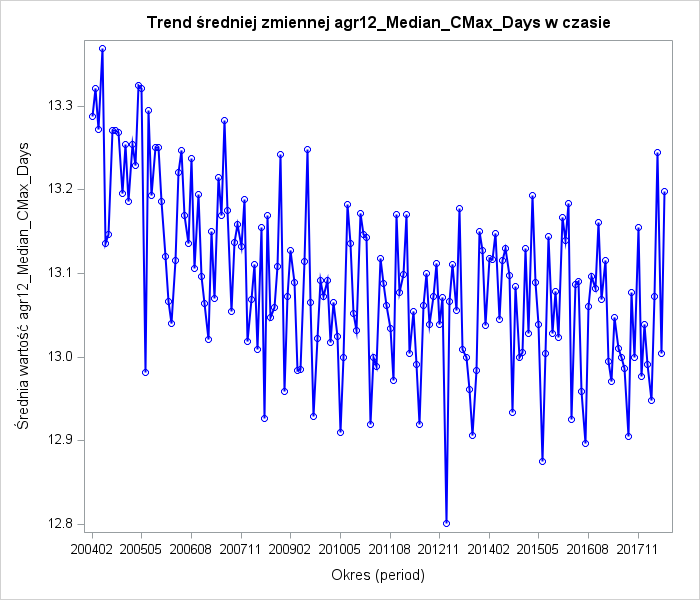 Trend średniej zmiennej agr12_Median_CMax_Days w czasie
Średnia wartość agr12_Median_CMax_Days
13.3
13.2
13.1
13.0
12.9
12.8
200402 200505 200608 200711 200902 201005 201108 201211 201402 201505 201608 201711
Okres (period)